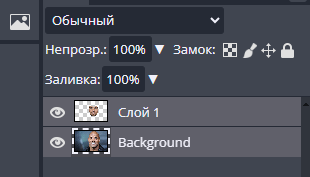 Обычный
Непрозр.: 100% Замок:
Заливка: 100%
Слой 1
Background